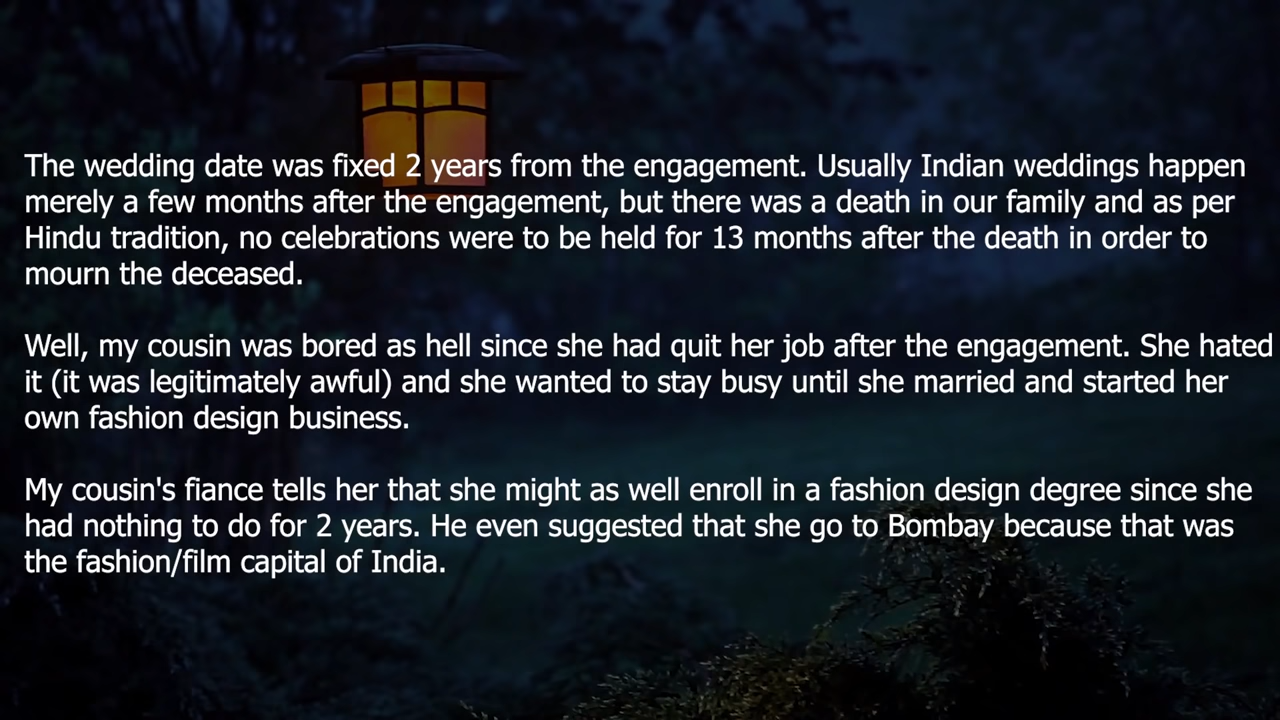 The wedding date was fixed 2 years from the engagement. Usually Indian weddings happen
merely a few months after the engagement, but there was a death in our family and as per
Hindu tradition, no celebrations were to be held for 13 months after the death in order to
mourn the deceased.
Well, my cousin was bored as hell since she had quit her job after the engagement. She hated
it (it was legitimately awful) and she wanted to stay busy until she married and started her
own fashion design business.
My cousin's fiance tells her that she might as well enroll in a fashion design degree since she
had nothing to do for 2 years. He even suggested that she go to Bombay because that was
the fashion/film capital of India.